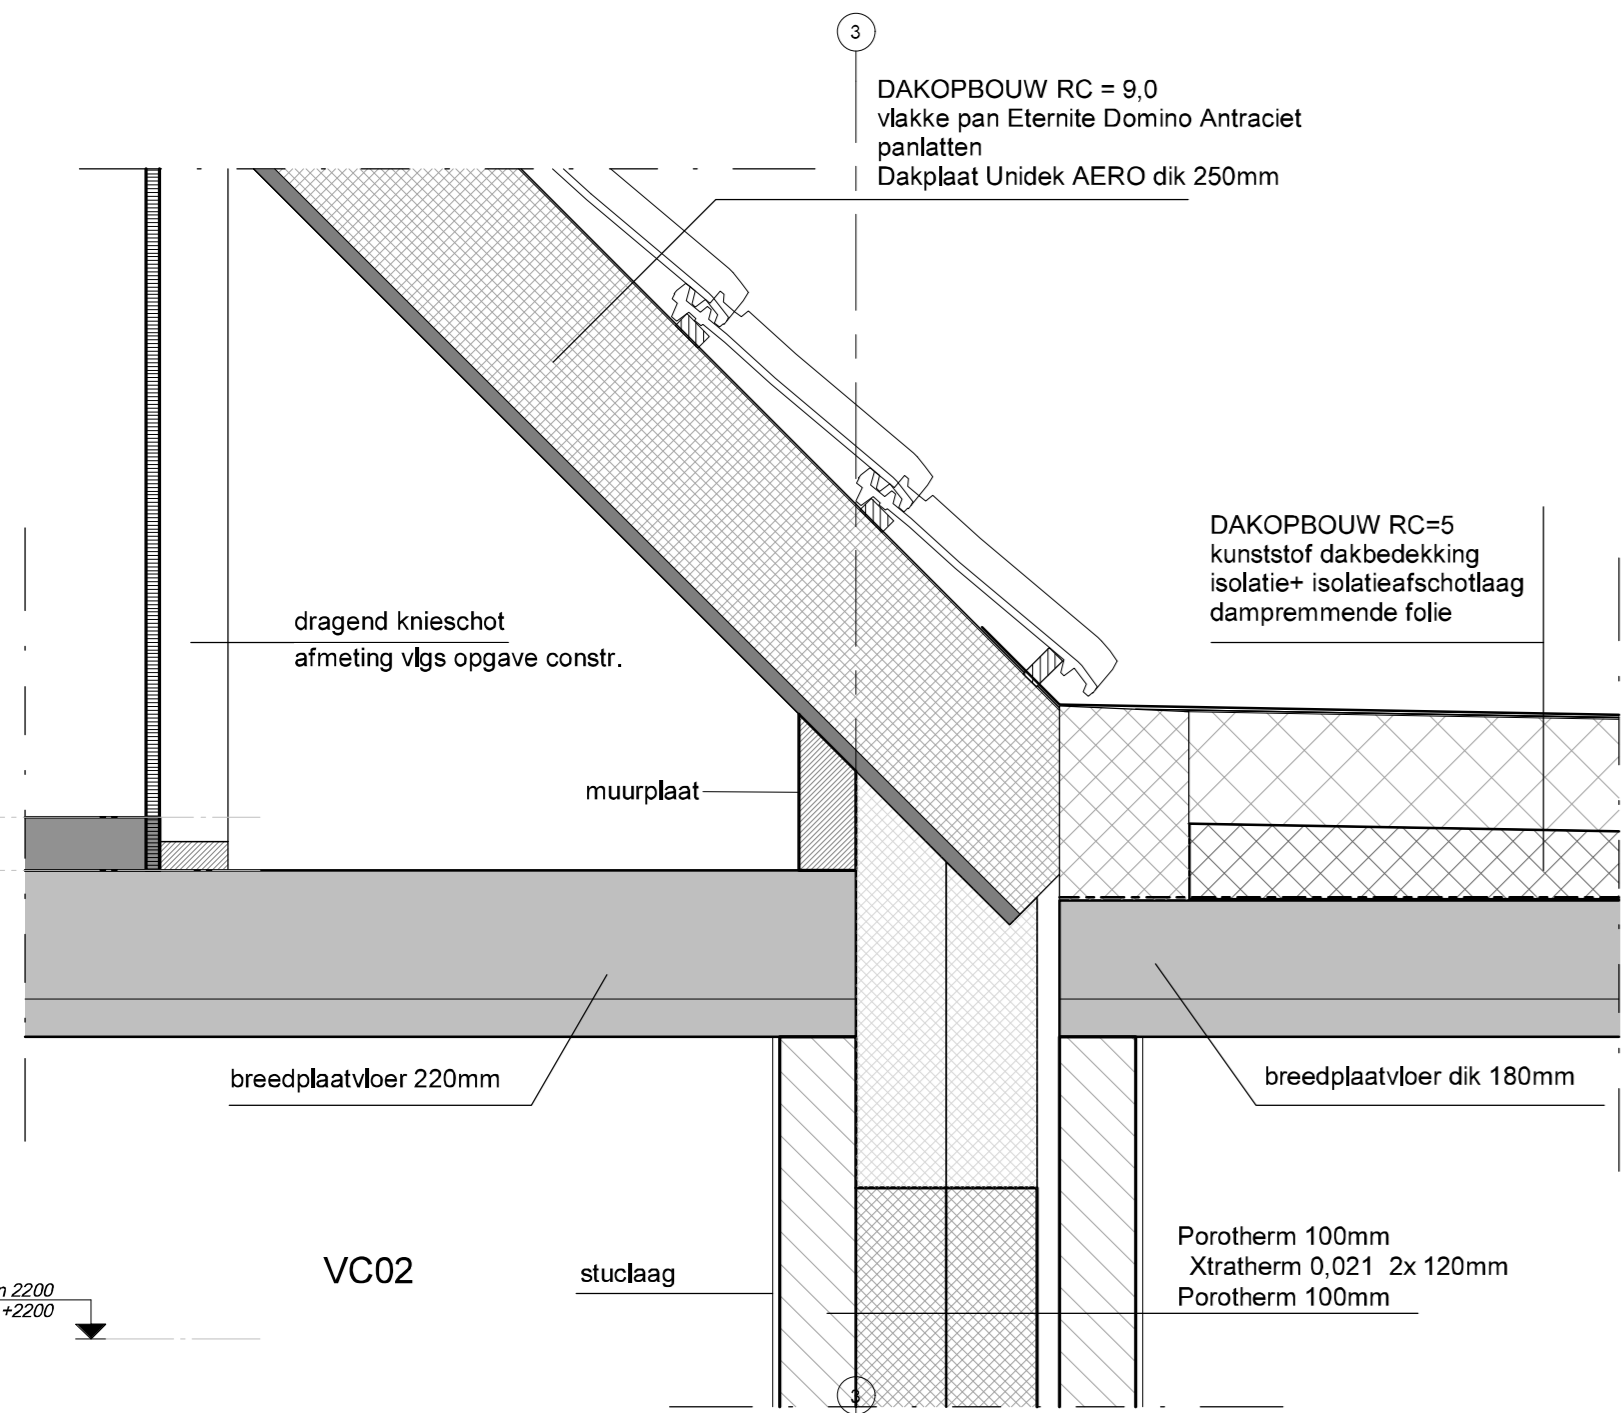 3
DAKOPBOUW RC = 9,0
vlakke pan Eternite Domino Antraciet
panlatten
Dakplaat Unidek AERO dik 250mm
DAKOPBOUW RC=5
kunststof dakbedekking
isolatie+ isolatieafschotlaag
dampremmende folie
dragend knieschot
afmeting vlgs opgave constr.
muurplaat
breedplaatvloer 220mm
breedplaatvloer dik 180mm
Porotherm 100mm
Xtratherm 0,021 2x 120mm
Porotherm 100mm
VC02
stuclaag
2200
+2200
3